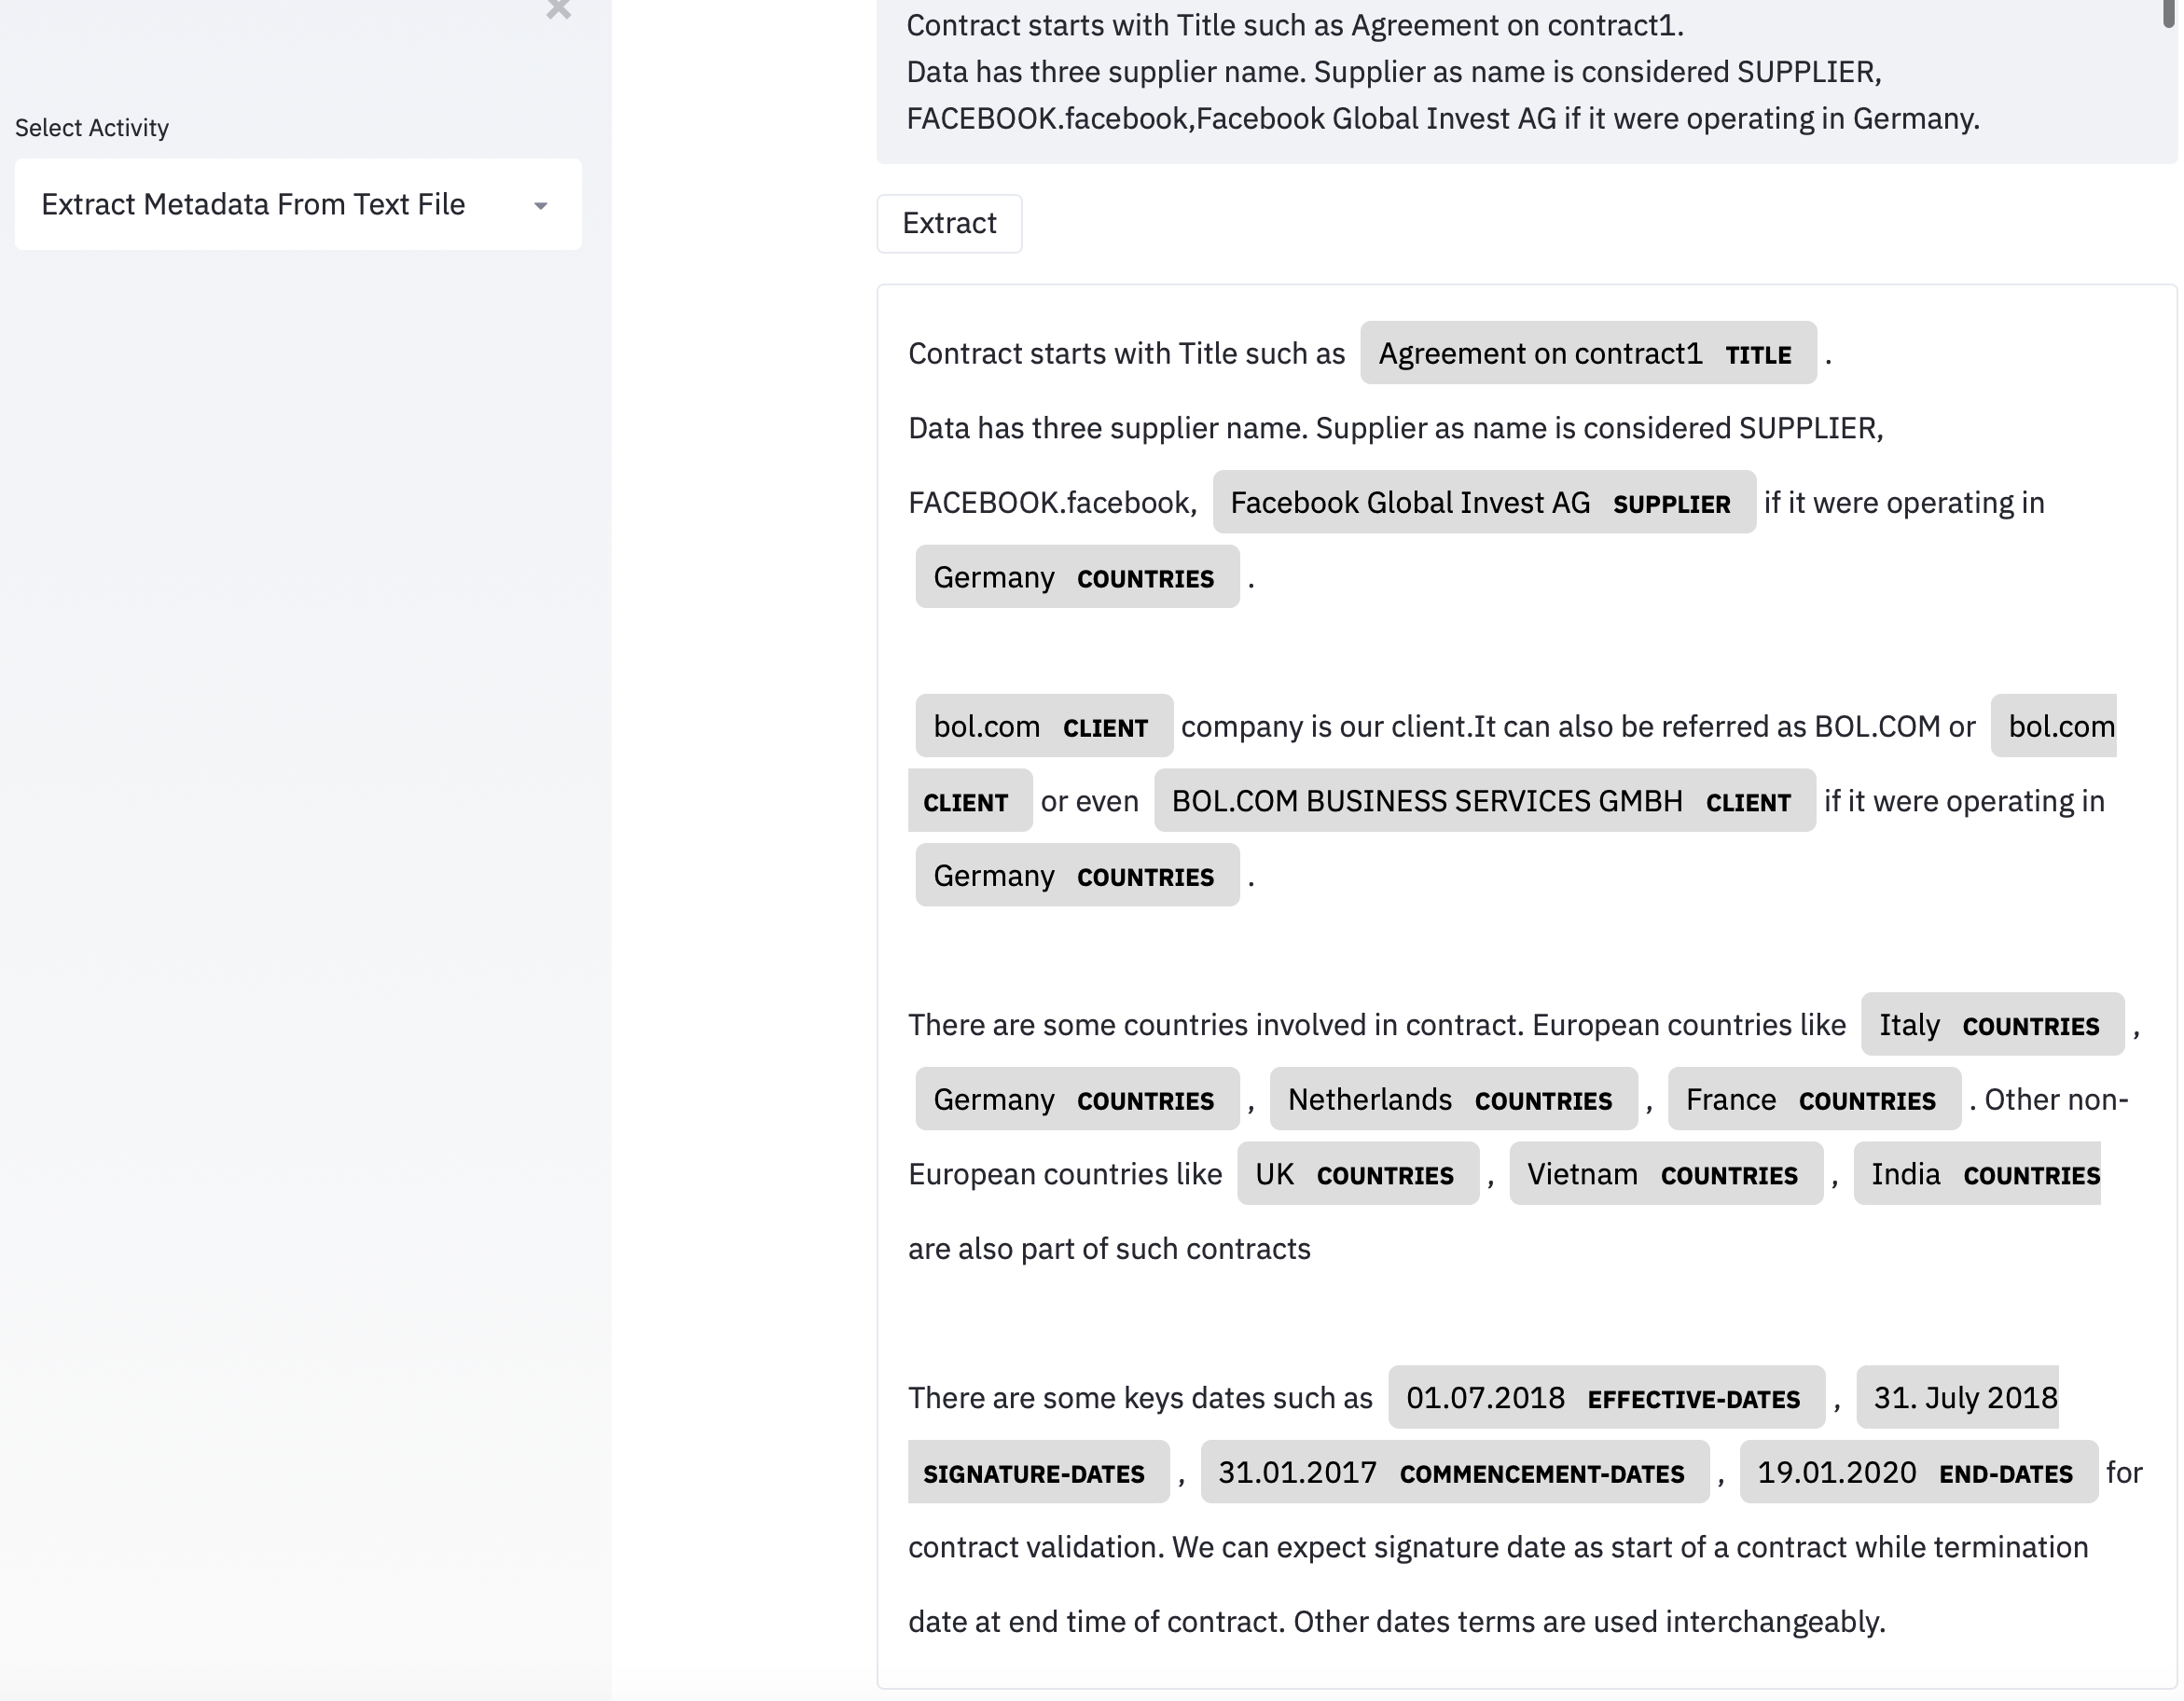 Select Activity
Extract Metadata From Text File
Contract starts with Title such as Agreement on contract1.
Data has three supplier name. Supplier as name is considered SUPPLIER,
FACEBOOK.facebook,Facebook Global Invest AG if it were operating in Germany.
Extract
Contract starts with Title such as Agreement on contract1 TITLE .
Data has three supplier name. Supplier as name is considered SUPPLIER,
FACEBOOK.facebook, Facebook Global Invest AG SUPPLIER if it were operating in
Germany COUNTRIES .
bol.com CLIENT company is our client.It can also be referred as BOL.COM or bol.com
CLIENT or even BOL.COM BUSINESS SERVICES GMBH CLIENT if it were operating in
Germany COUNTRIES .
There are some countries involved in contract. European countries like Italy COUNTRIES ,
Germany COUNTRIES , Netherlands COUNTRIES , France COUNTRIES . Other non-
European countries like UK COUNTRIES , Vietnam COUNTRIES , India COUNTRIES
are also part of such contracts
There are some keys dates such as 01.07.2018 EFFECTIVE-DATES , 31. July 2018
SIGNATURE-DATES , 31.01.2017 COMMENCEMENT-DATES , 19.01.2020 END-DATES for
contract validation. We can expect signature date as start of a contract while termination
date at end time of contract. Other dates terms are used interchangeably.